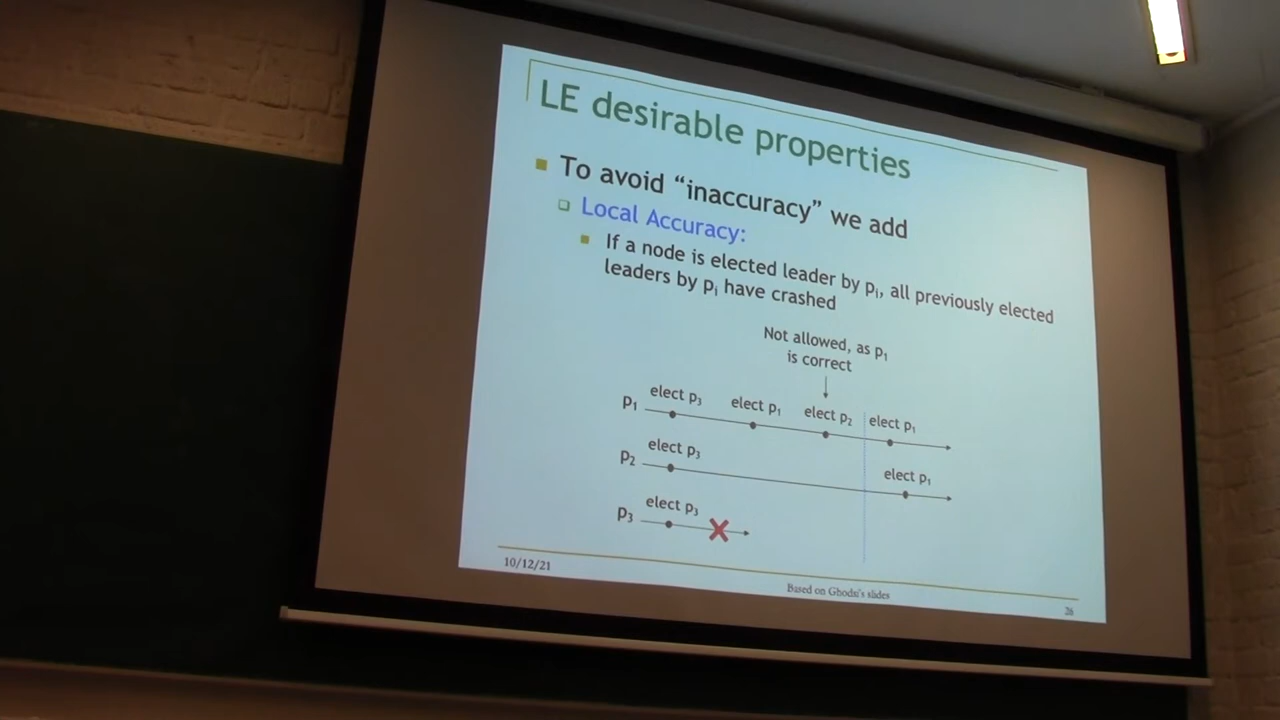 LE desirable properties
To avoid “inaccuracy” we add
Local Accuracy:
If a node is elected leader by pᵢ, all previously elected
leaders by pᵢ have crashed
Not allowed, as p₁
is correct
elect p₃ elect p₁ elect p₂ elect p₁
p₁
elect p₃ elect p₁
p₂
elect p₃
p₃
10/12/21 Based on Ghodsi's slides 26